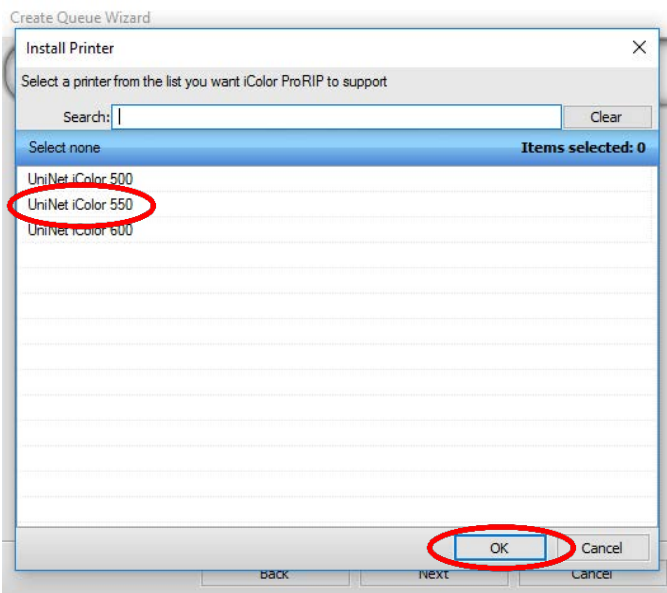 Create Queue Wizard
Install Printer
Select a printer from the list you want iColor ProRIP to support
Search:
Clear
Select none Items selected: 0
UniNet iColor 500
UniNet iColor 550
UniNet iColor 600
OK Cancel
Back Next Cancel